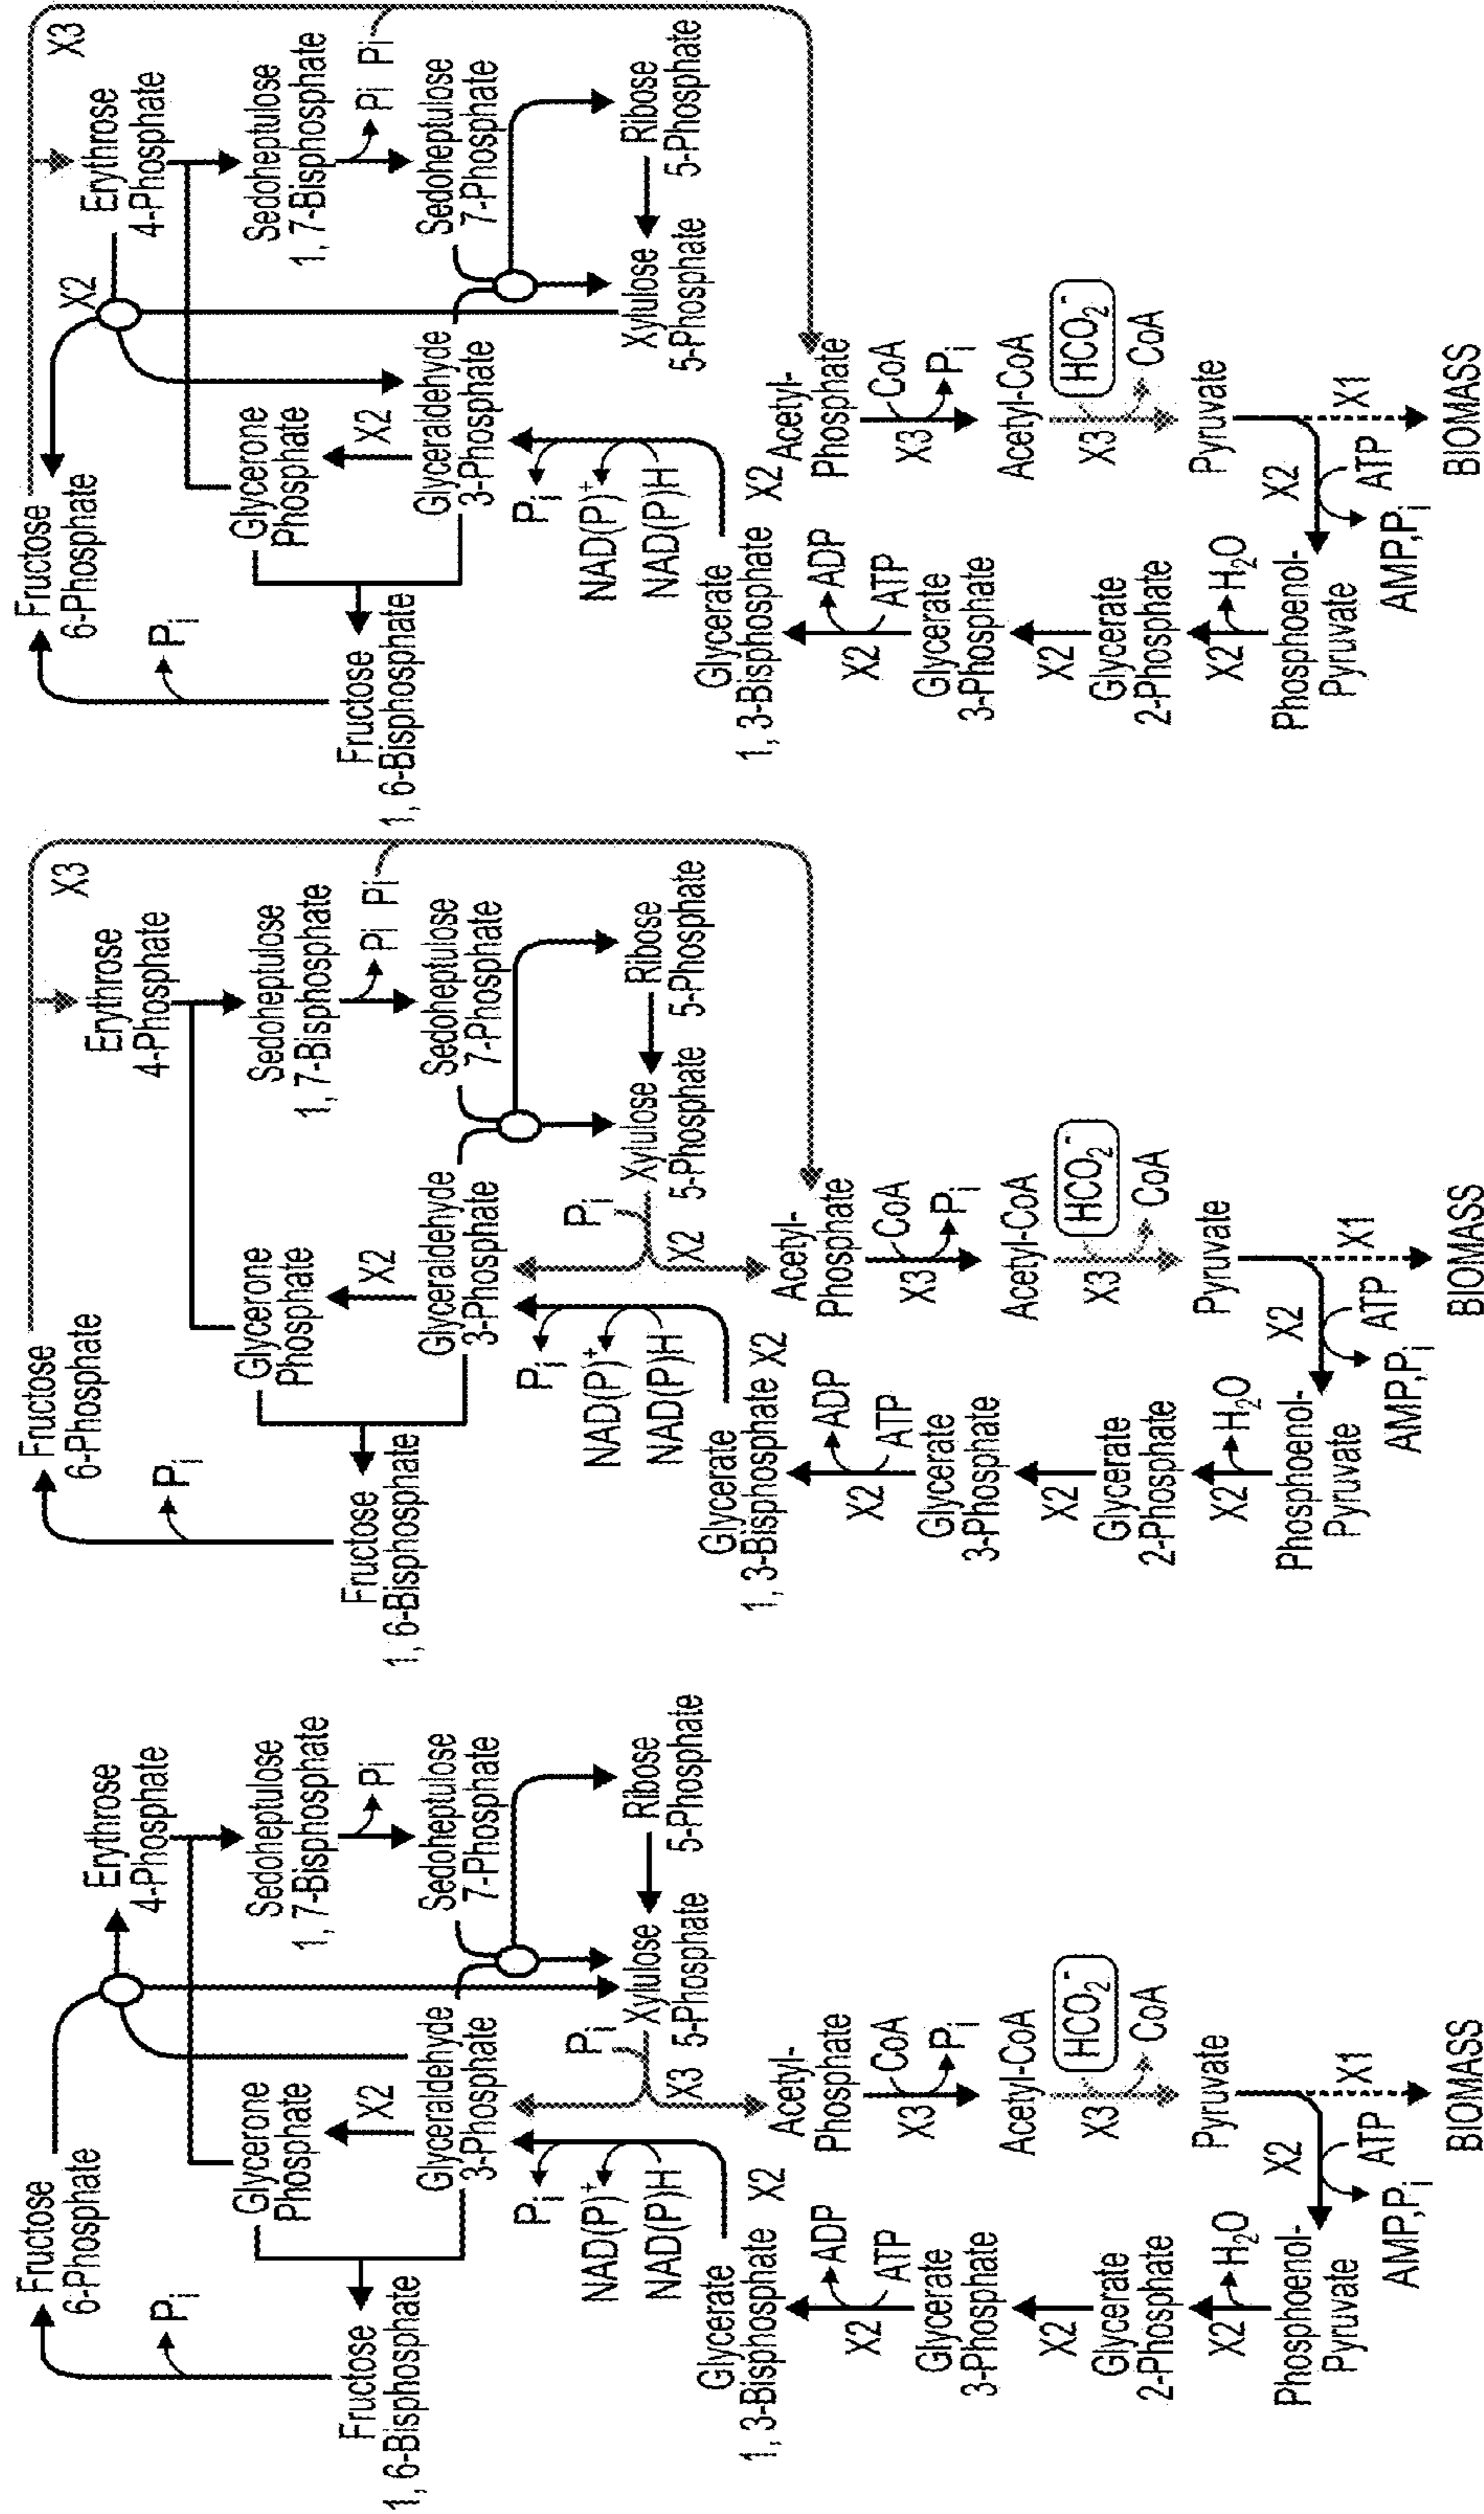 Fructose
6-Phosphate
Erythrose
4-Phosphate
Pi
Glycerone
Phosphate
Sedoheptulose
1, 7-Bisphosphate
X2
Pi
Fructose
1, 6-Bisphosphate
Glyceraldehyde
3-Phosphate
Sedoheptulose
7-Phosphate
Pi
Pi
NAD(P)+
NAD(P)H
X3
Xylulose
5-Phosphate
Ribose
5-Phosphate
Glycerate
1, 3-Bisphosphate
X2
Acetyl-
Phosphate
X2
ADP
ATP
X3
CoA
Pi
Glycerate
3-Phosphate
Acetyl-CoA
X2
X3
HCO2-
CoA
Glycerate
2-Phosphate
Pyruvate
X2
H2O
X2
X1
Phosphoenol-
Pyruvate
ATP
AMP,Pi
BIOMASS
Fructose
6-Phosphate
X3
Erythrose
4-Phosphate
Pi
Glycerone
Phosphate
Sedoheptulose
1, 7-Bisphosphate
X2
Pi
Pi
Fructose
1, 6-Bisphosphate
Glyceraldehyde
3-Phosphate
Sedoheptulose
7-Phosphate
Pi
Pi
NAD(P)+
NAD(P)H
X2
Xylulose
5-Phosphate
Ribose
5-Phosphate
Glycerate
1, 3-Bisphosphate
X2
Acetyl-
Phosphate
X2
ADP
ATP
X3
CoA
Pi
Glycerate
3-Phosphate
Acetyl-CoA
X2
X3
HCO2-
CoA
Glycerate
2-Phosphate
Pyruvate
X2
H2O
X2
X1
Phosphoenol-
Pyruvate
ATP
AMP,Pi
BIOMASS
Fructose
6-Phosphate
X3
X2
Erythrose
4-Phosphate
Pi
Glycerone
Phosphate
Sedoheptulose
1, 7-Bisphosphate
X2
Pi
Pi
Fructose
1, 6-Bisphosphate
Glyceraldehyde
3-Phosphate
Sedoheptulose
7-Phosphate
Pi
NAD(P)+
NAD(P)H
Xylulose
5-Phosphate
Ribose
5-Phosphate
Glycerate
1, 3-Bisphosphate
X2
Acetyl-
Phosphate
X2
ADP
ATP
X3
CoA
Pi
Glycerate
3-Phosphate
Acetyl-CoA
X2
X3
HCO2-
CoA
Glycerate
2-Phosphate
Pyruvate
X2
H2O
X2
X1
Phosphoenol-
Pyruvate
ATP
AMP,Pi
BIOMASS